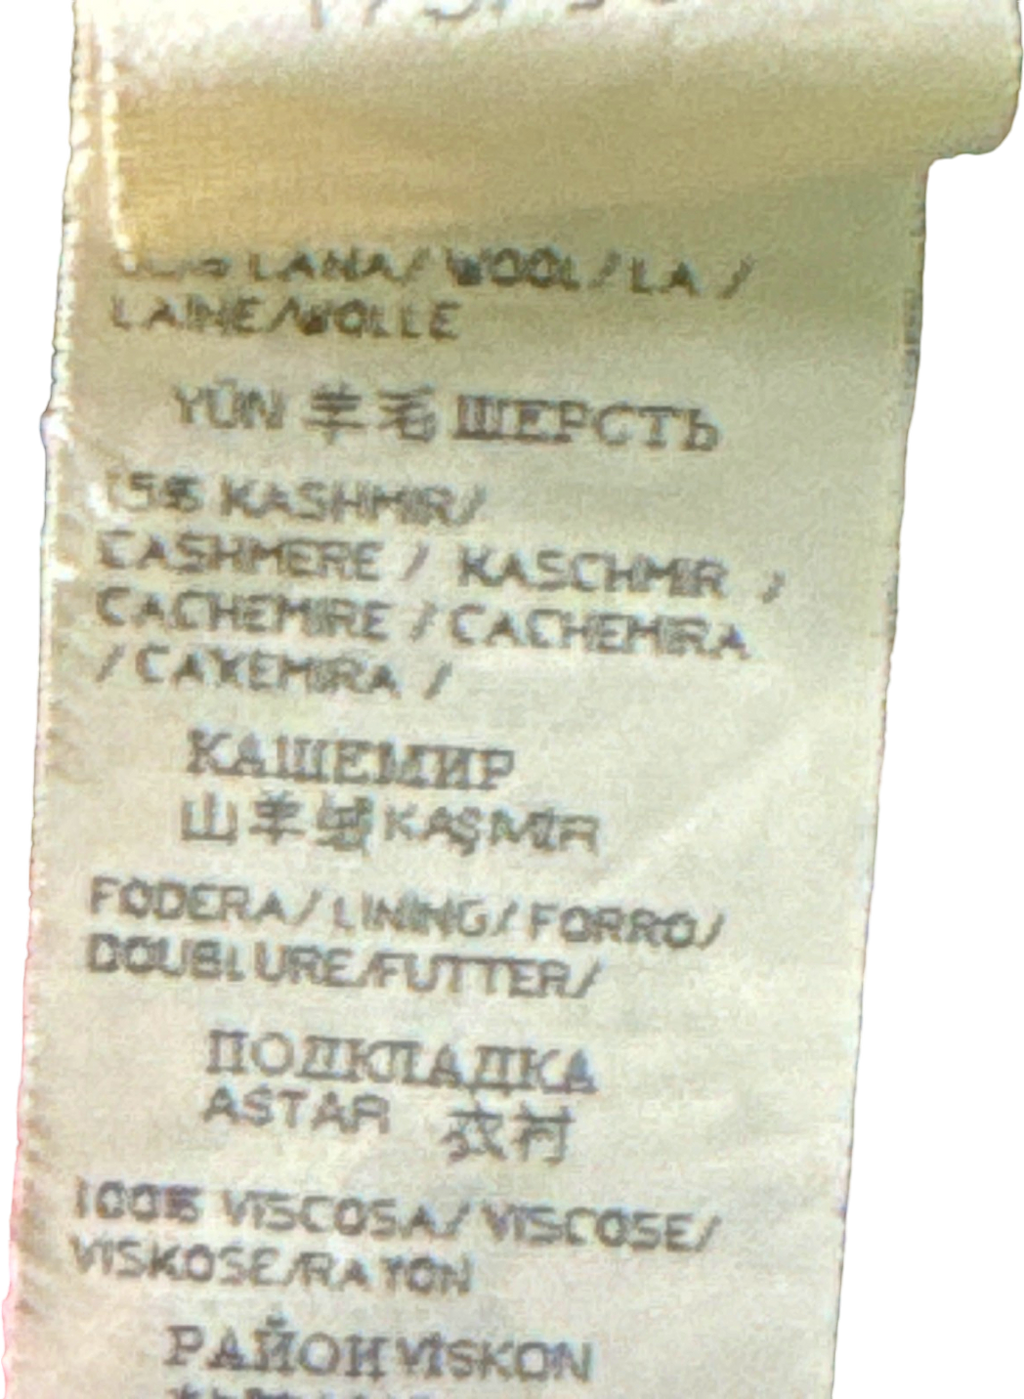 LANA/ WOOL/ LA /
LAINE/WOLLE
YÜN 羊毛 ШЕРСТЬ
15% KASHMIR/
CASHMERE / KASCHMIR /
CACHEMIRE / CACHEMIRA
/ CAXEMIRA /
КАШЕМИР
山羊绒 KAŞMIR
FODERA/ LINING/ FORRO/
DOUBLURE/FUTTER/
ПОДКЛАДКА
ASTAR 衣衬
100% VISCOSA/ VISCOSE/
VISKOSE/RAYON
РАЙОН VISKON